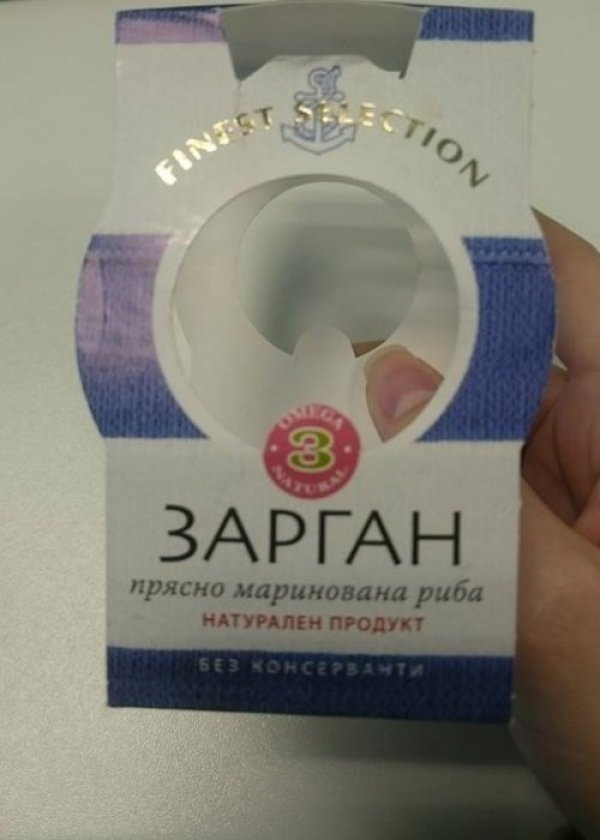 FINEST SELECTION
OMEGA
3
NATURAL
ЗАРГАН
прясно маринована риба
НАТУРАЛЕН ПРОДУКТ
БЕЗ КОНСЕРВАНТИ